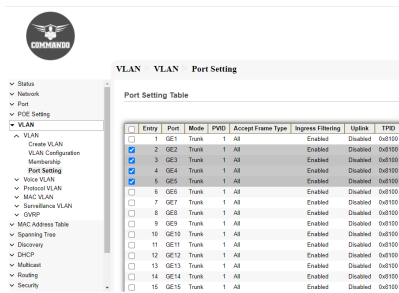 COMMANDO
VLAN > VLAN > Port Setting
Status
Network
Port
POE Setting
VLAN
VLAN
Create VLAN
VLAN Configuration
Membership
Port Setting
Voice VLAN
Protocol VLAN
MAC VLAN
Surveillance VLAN
GVRP
MAC Address Table
Spanning Tree
Discovery
DHCP
Multicast
Routing
Security
Port Setting Table
Entry Port Mode PVID Accept Frame Type Ingress Filtering Uplink TPID
1 GE1 Trunk 1 All Enabled Disabled 0x8100
2 GE2 Trunk 1 All Enabled Disabled 0x8100
3 GE3 Trunk 1 All Enabled Disabled 0x8100
4 GE4 Trunk 1 All Enabled Disabled 0x8100
5 GE5 Trunk 1 All Enabled Disabled 0x8100
6 GE6 Trunk 1 All Enabled Disabled 0x8100
7 GE7 Trunk 1 All Enabled Disabled 0x8100
8 GE8 Trunk 1 All Enabled Disabled 0x8100
9 GE9 Trunk 1 All Enabled Disabled 0x8100
10 GE10 Trunk 1 All Enabled Disabled 0x8100
11 GE11 Trunk 1 All Enabled Disabled 0x8100
12 GE12 Trunk 1 All Enabled Disabled 0x8100
13 GE13 Trunk 1 All Enabled Disabled 0x8100
14 GE14 Trunk 1 All Enabled Disabled 0x8100
15 GE15 Trunk 1 All Enabled Disabled 0x8100